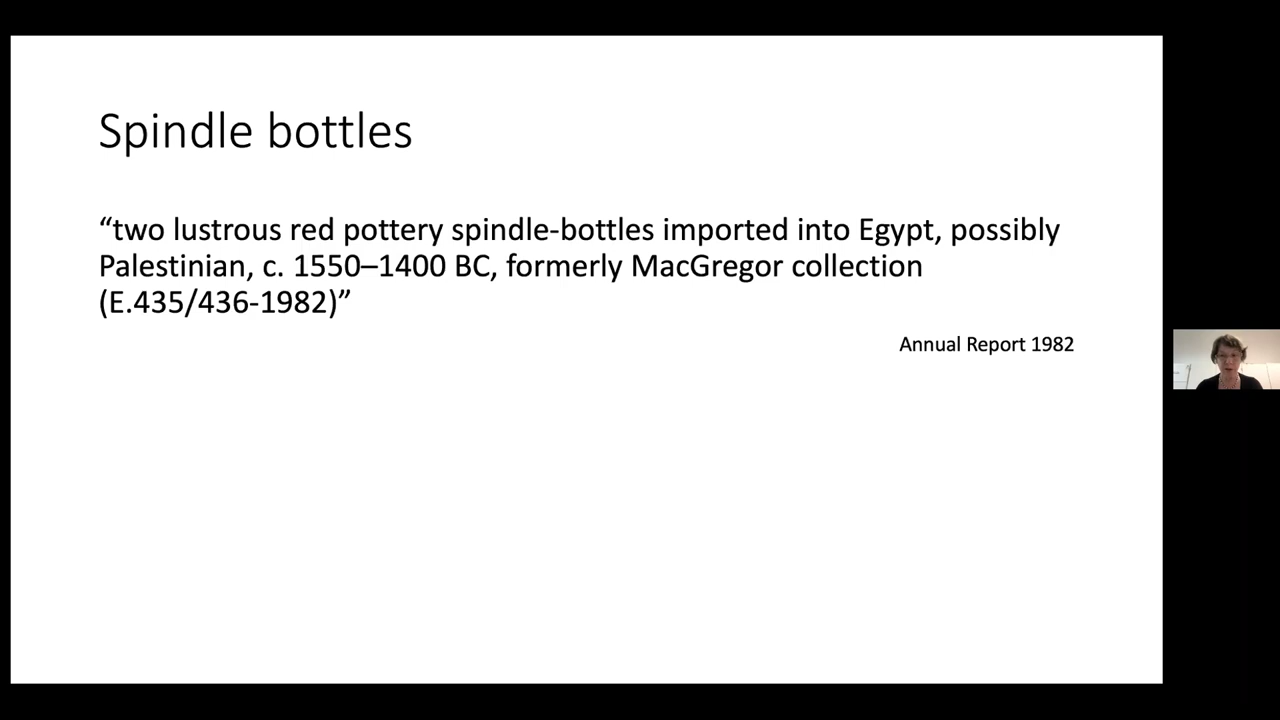 Spindle bottles
“two lustrous red pottery spindle-bottles imported into Egypt, possibly
Palestinian, c. 1550–1400 BC, formerly MacGregor collection
(E.435/436-1982)”
Annual Report 1982